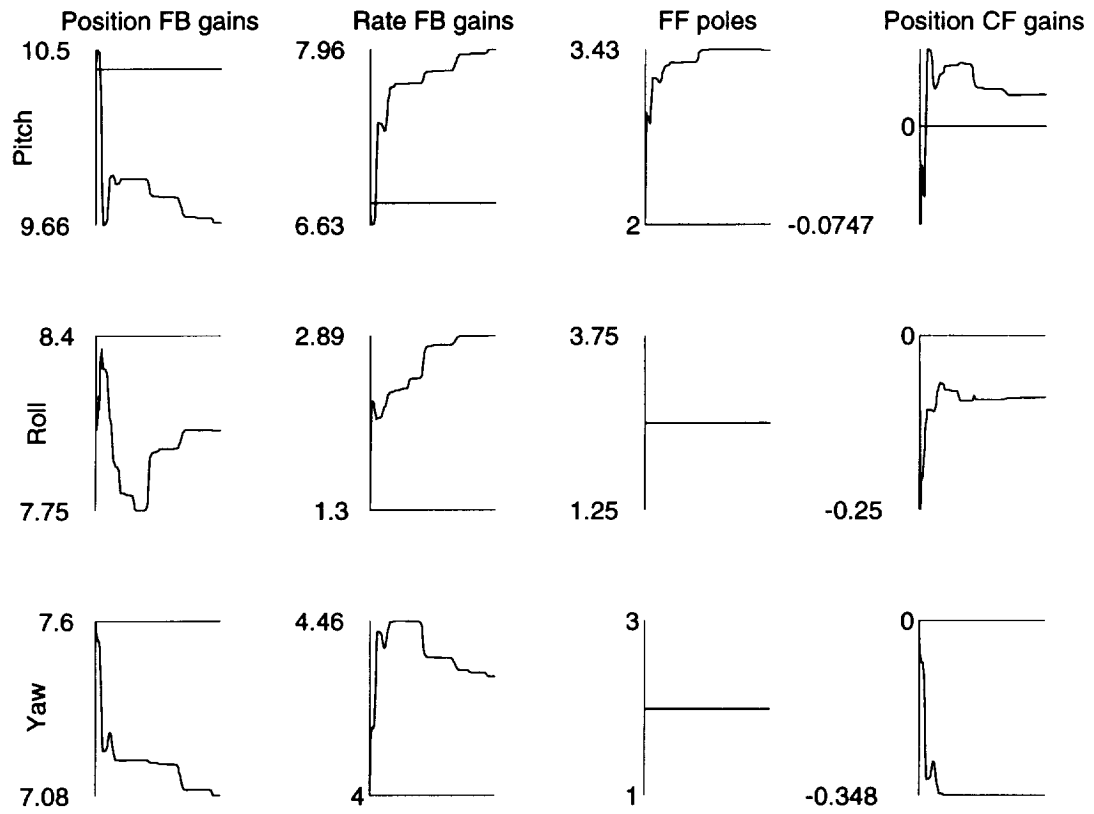 Position FB gains Rate FB gains FF poles Position CF gains
10.5 7.96 3.43
0
Pitch
9.66 6.63 2 -0.0747
8.4 2.89 3.75 0
Roll
7.75 1.3 1.25 -0.25
7.6 4.46 3 0
Yaw
7.08 4 1 -0.348